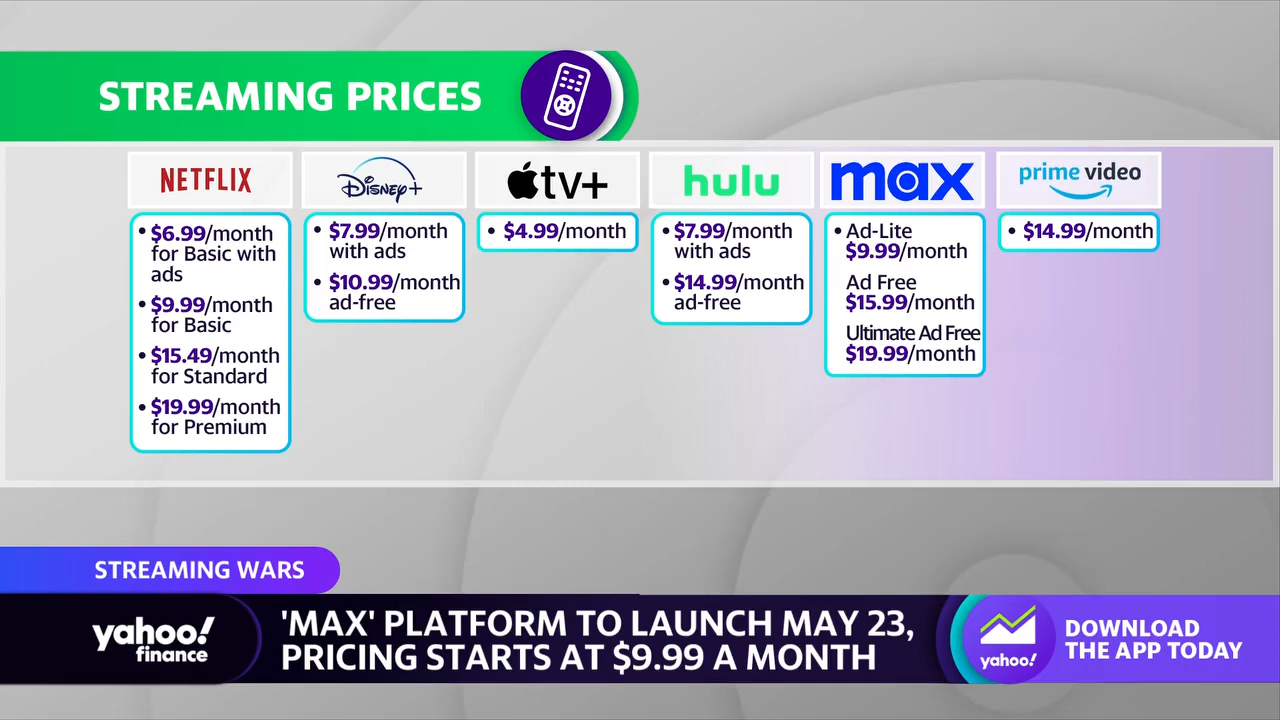 STREAMING PRICES
NETFLIX
• $6.99/month
for Basic with
ads
• $9.99/month
for Basic
• $15.49/month
for Standard
• $19.99/month
for Premium
Disney+
• $7.99/month
with ads
• $10.99/month
ad-free
tv+
• $4.99/month
hulu
• $7.99/month
with ads
• $14.99/month
ad-free
max
• Ad-Lite
$9.99/month
Ad Free
$15.99/month
Ultimate Ad Free
$19.99/month
prime video
• $14.99/month
STREAMING WARS
yahoo!
finance
'MAX' PLATFORM TO LAUNCH MAY 23,
PRICING STARTS AT $9.99 A MONTH
yahoo!
DOWNLOAD
THE APP TODAY